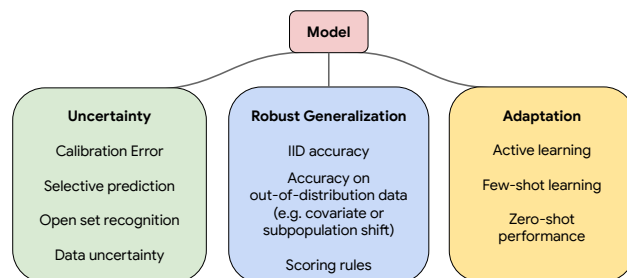 Model
Uncertainty
Calibration Error
Selective prediction
Open set recognition
Data uncertainty
Robust Generalization
IID accuracy
Accuracy on
out-of-distribution data
(e.g. covariate or
subpopulation shift)
Scoring rules
Adaptation
Active learning
Few-shot learning
Zero-shot
performance